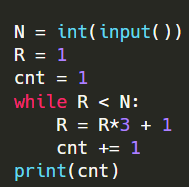 N = int(input())
R = 1
cnt = 1
while R < N:
    R = R*3 + 1
    cnt += 1
print(cnt)